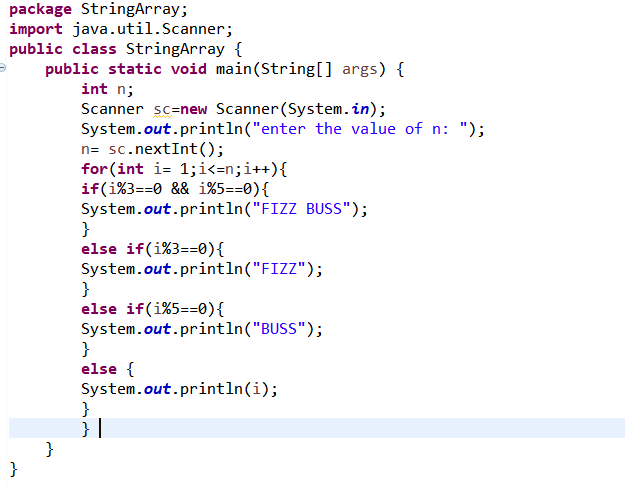 package StringArray;
import java.util.Scanner;
public class StringArray {
    public static void main(String[] args) {
        int n;
        Scanner sc=new Scanner(System.in);
        System.out.println("enter the value of n: ");
        n= sc.nextInt();
        for(int i= 1;i<=n;i++){
        if(i%3==0 && i%5==0){
        System.out.println("FIZZ BUSS");
        }
        else if(i%3==0){
        System.out.println("FIZZ");
        }
        else if(i%5==0){
        System.out.println("BUSS");
        }
        else {
        System.out.println(i);
        }
        }
    }
}